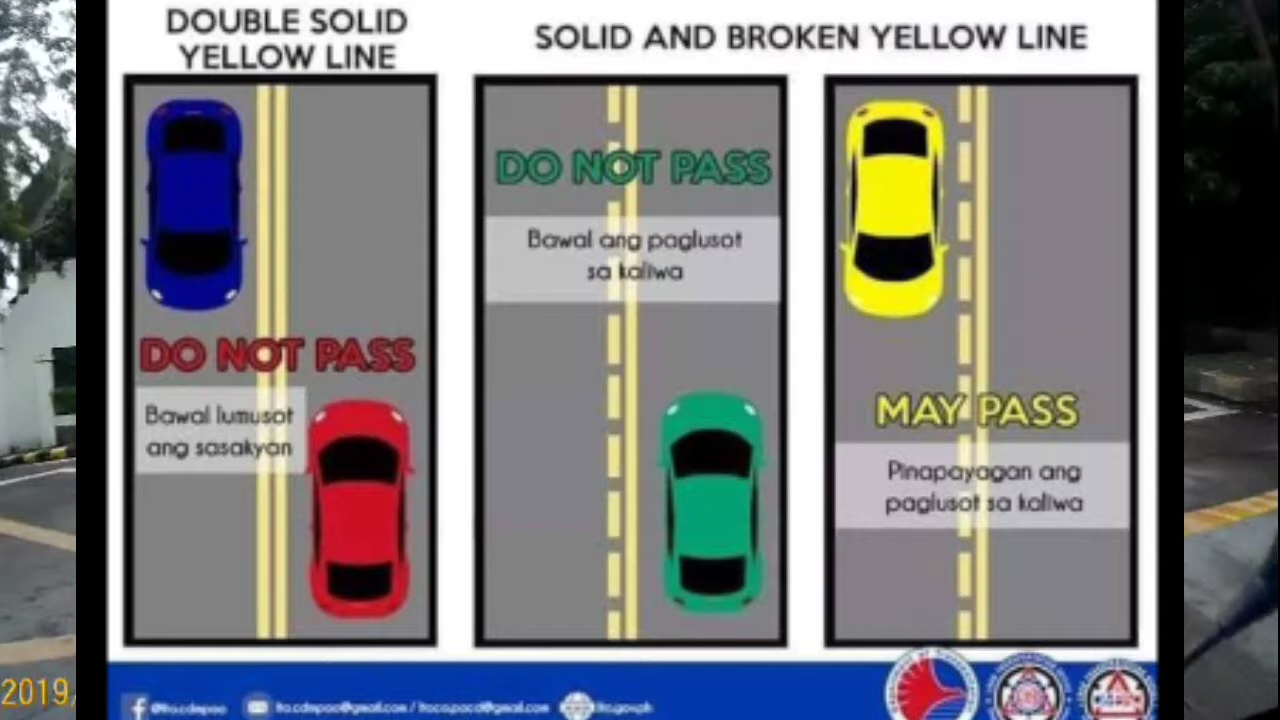 DOUBLE SOLID
YELLOW LINE
SOLID AND BROKEN YELLOW LINE
DO NOT PASS
Bawal ang paglusot
sa kaliwa
DO NOT PASS
Bawal lumusot
ang sasakyan
MAY PASS
Pinapayagan ang
paglusot sa kaliwa
2019